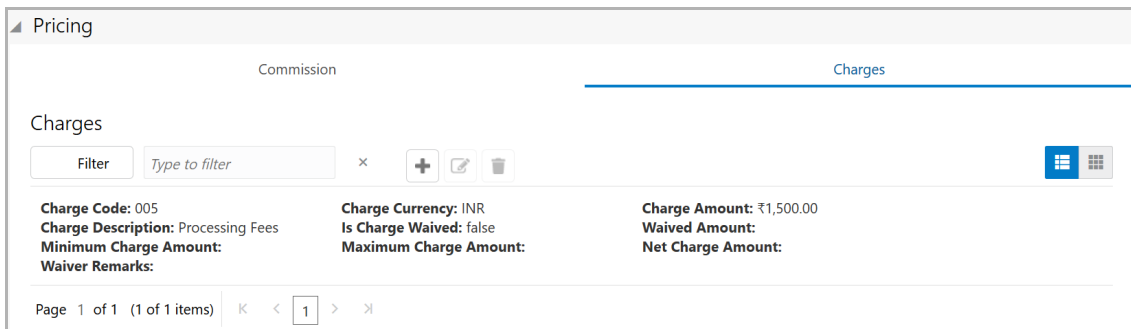 Pricing
Commission Charges
Charges
Filter Type to filter
Charge Code: 005 Charge Currency: INR Charge Amount: ₹1,500.00
Charge Description: Processing Fees Is Charge Waived: false Waived Amount:
Minimum Charge Amount: Maximum Charge Amount: Net Charge Amount:
Waiver Remarks:
Page 1 of 1 (1 of 1 items) 1